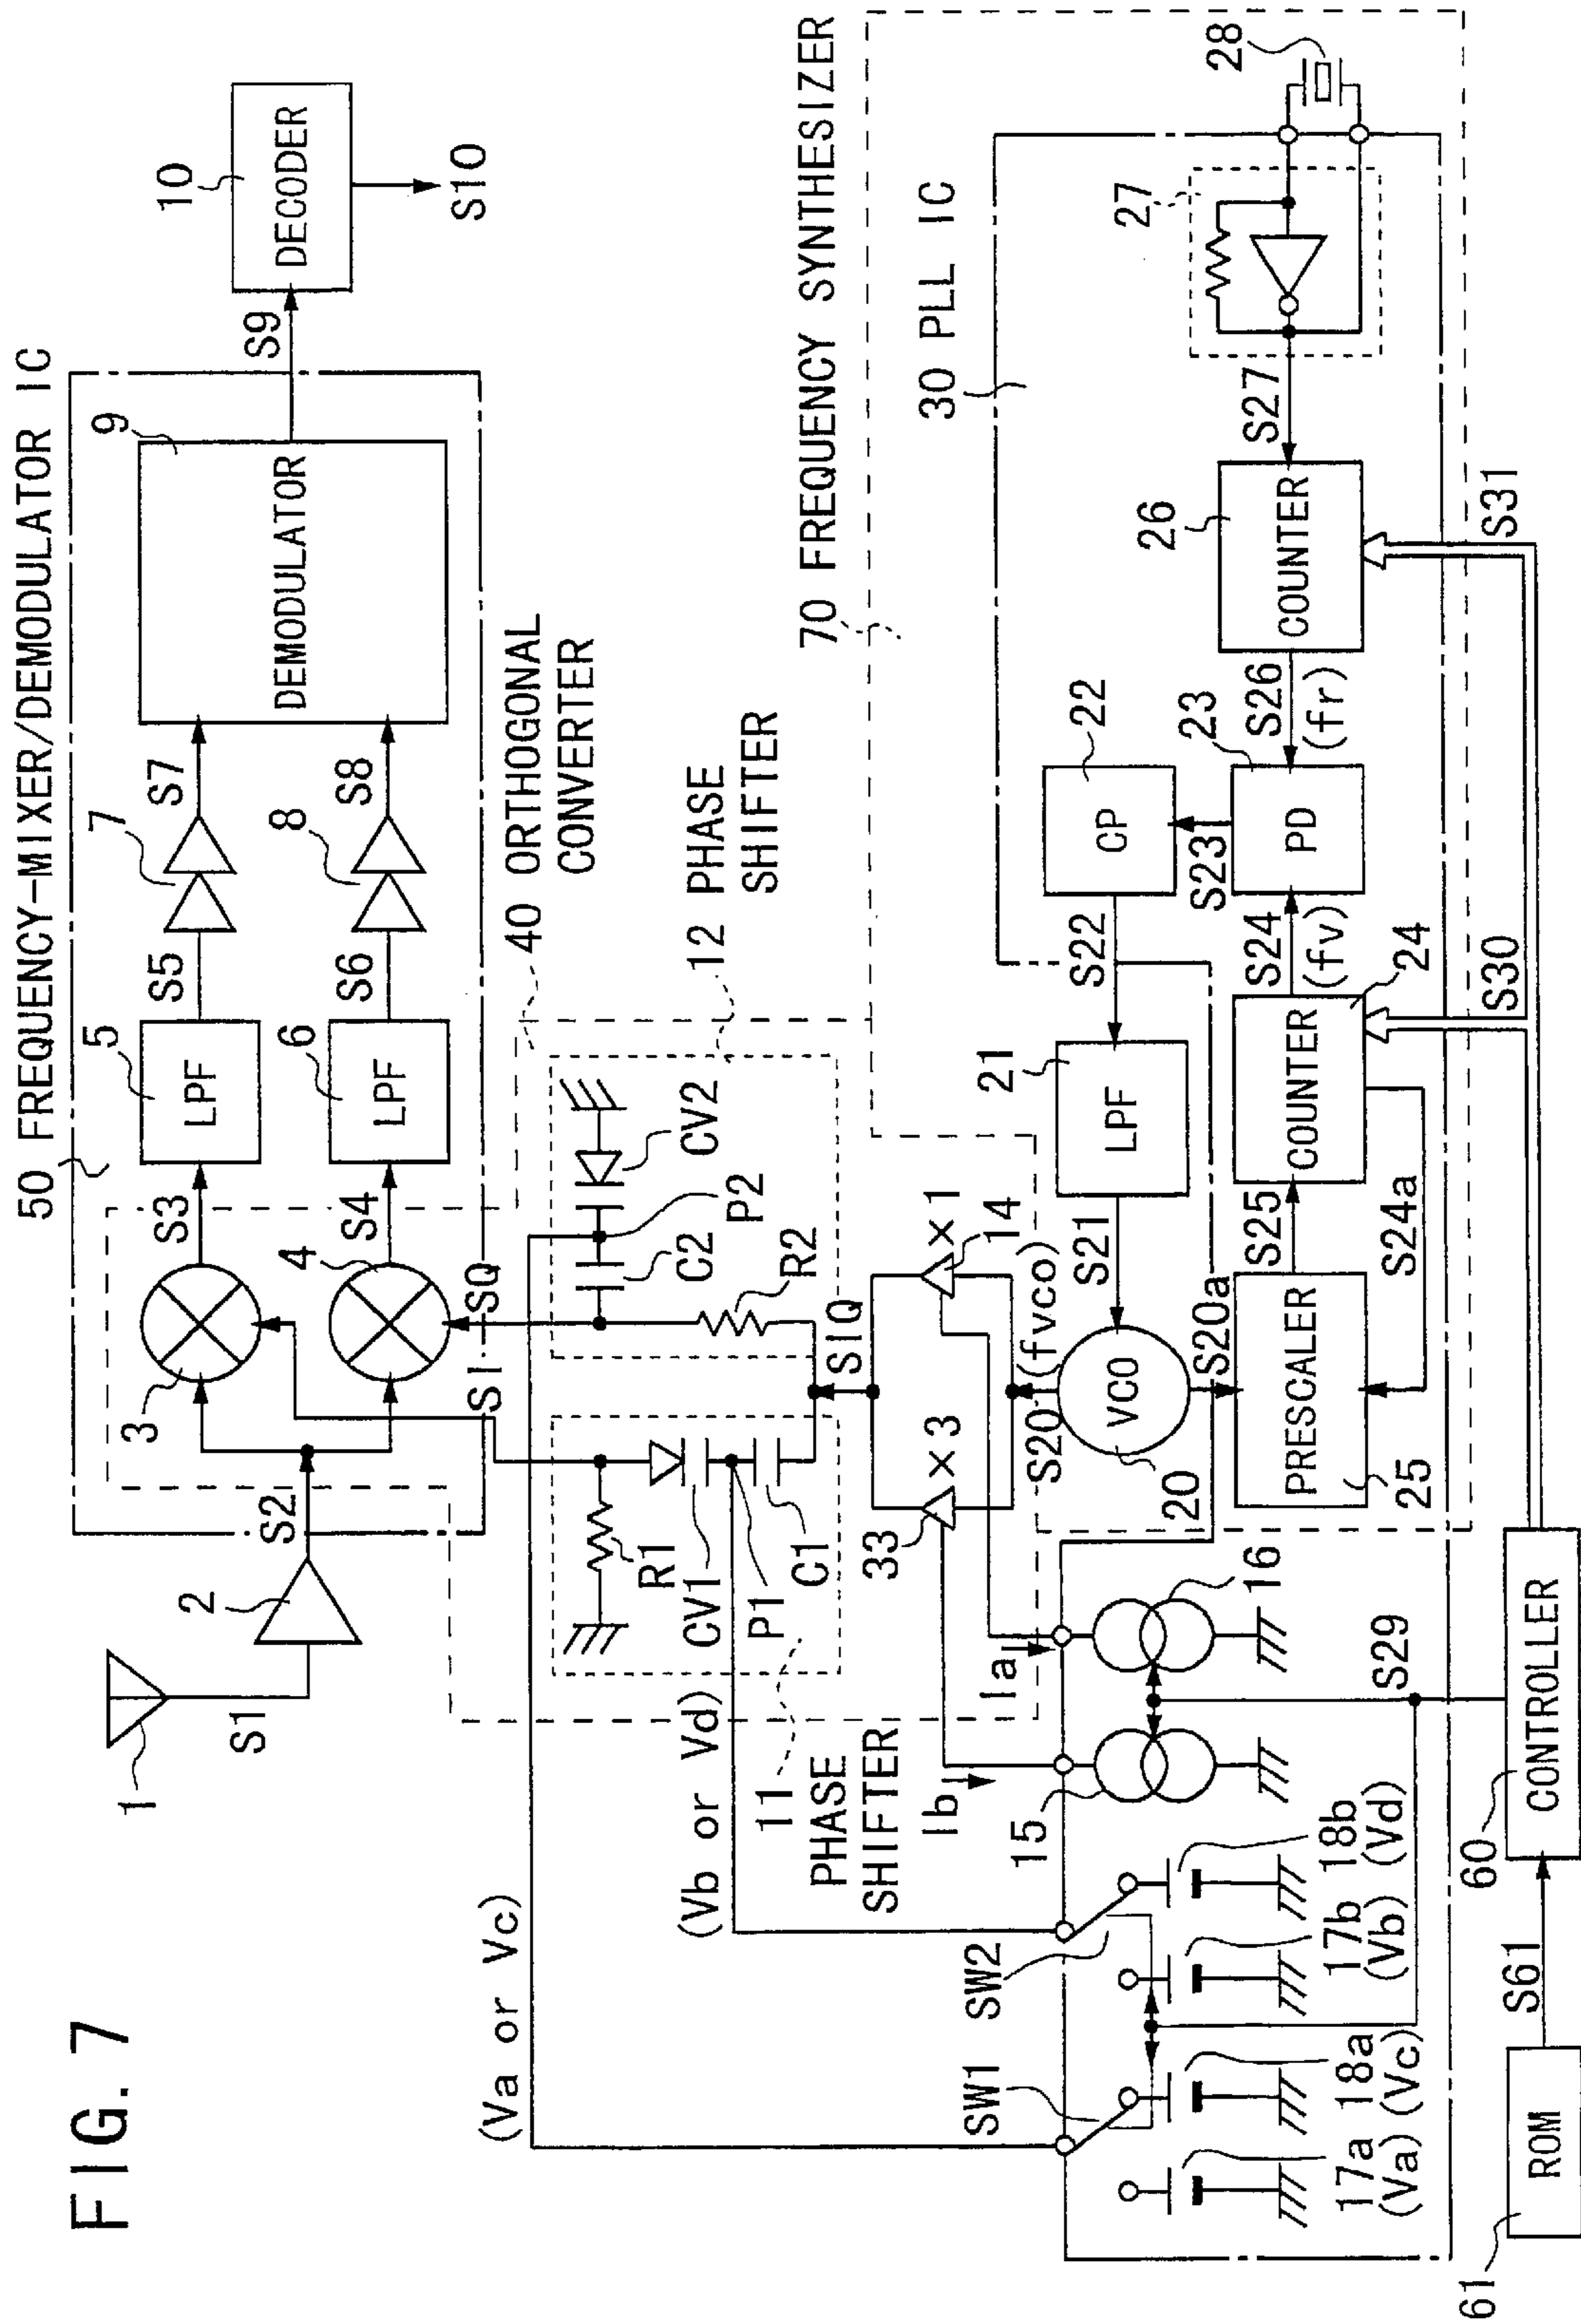 FIG. 7
50 FREQUENCY-MIXER/DEMODULATOR IC
1
S1
2
S2
3
4
S3
S4
5
LPF
6
LPF
S5
S6
7
8
S7
S8
9
DEMODULATOR
S9
10
DECODER
S10
SI
SQ
40 ORTHOGONAL
CONVERTER
12 PHASE
SHIFTER
(Va or Vc)
(Vb or Vd)
11
PHASE
SHIFTER
R1
CV1
P1
C1
CV2
P2
C2
R2
SIQ
33
×3
×1
14
70 FREQUENCY SYNTHESIZER
30 PLL IC
S20
(fvco)
VCO
20
S20a
S21
21
LPF
S22
22
CP
S23
23
PD
S24
(fv)
S26
(fr)
26
COUNTER
S27
27
28
PRESCALER
25
S25
S24a
COUNTER
24
Ib
Ia
15
16
SW1
SW2
17a
(Va)
18a
(Vc)
17b
(Vb)
18b
(Vd)
S29
S30
S31
61
ROM
S61
60
CONTROLLER